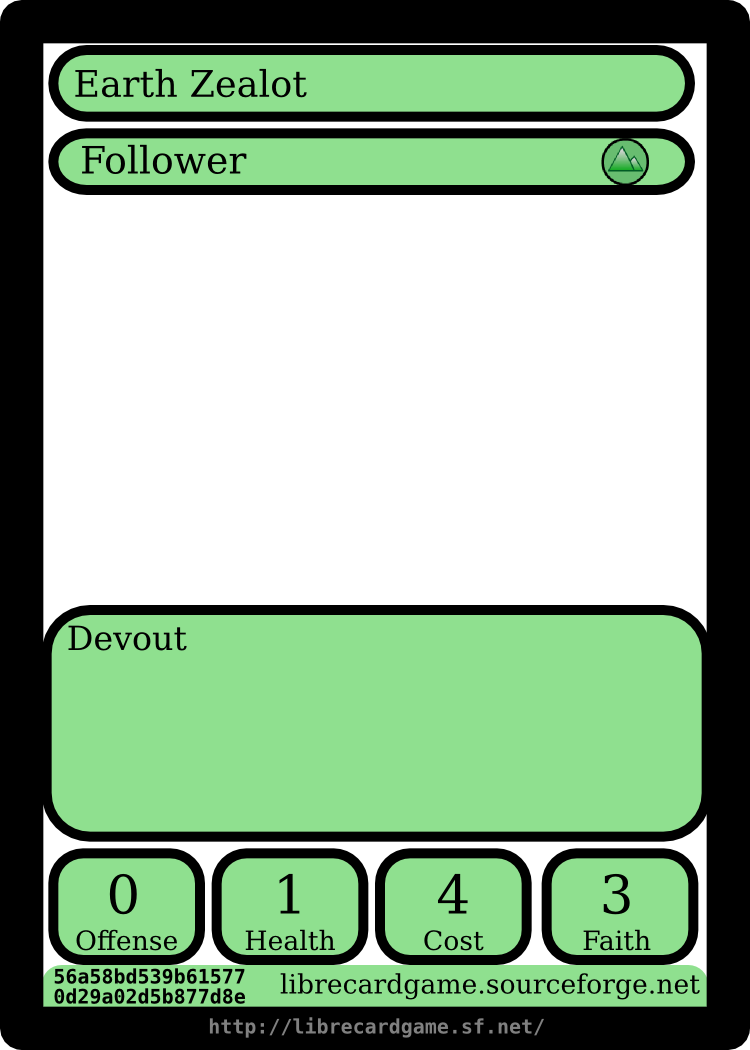 Earth Zealot
Follower
Devout
0
Offense
1
Health
4
Cost
3
Faith
56a58bd539b61577
0d29a02d5b877d8e
librecardgame.sourceforge.net
http://librecardgame.sf.net/